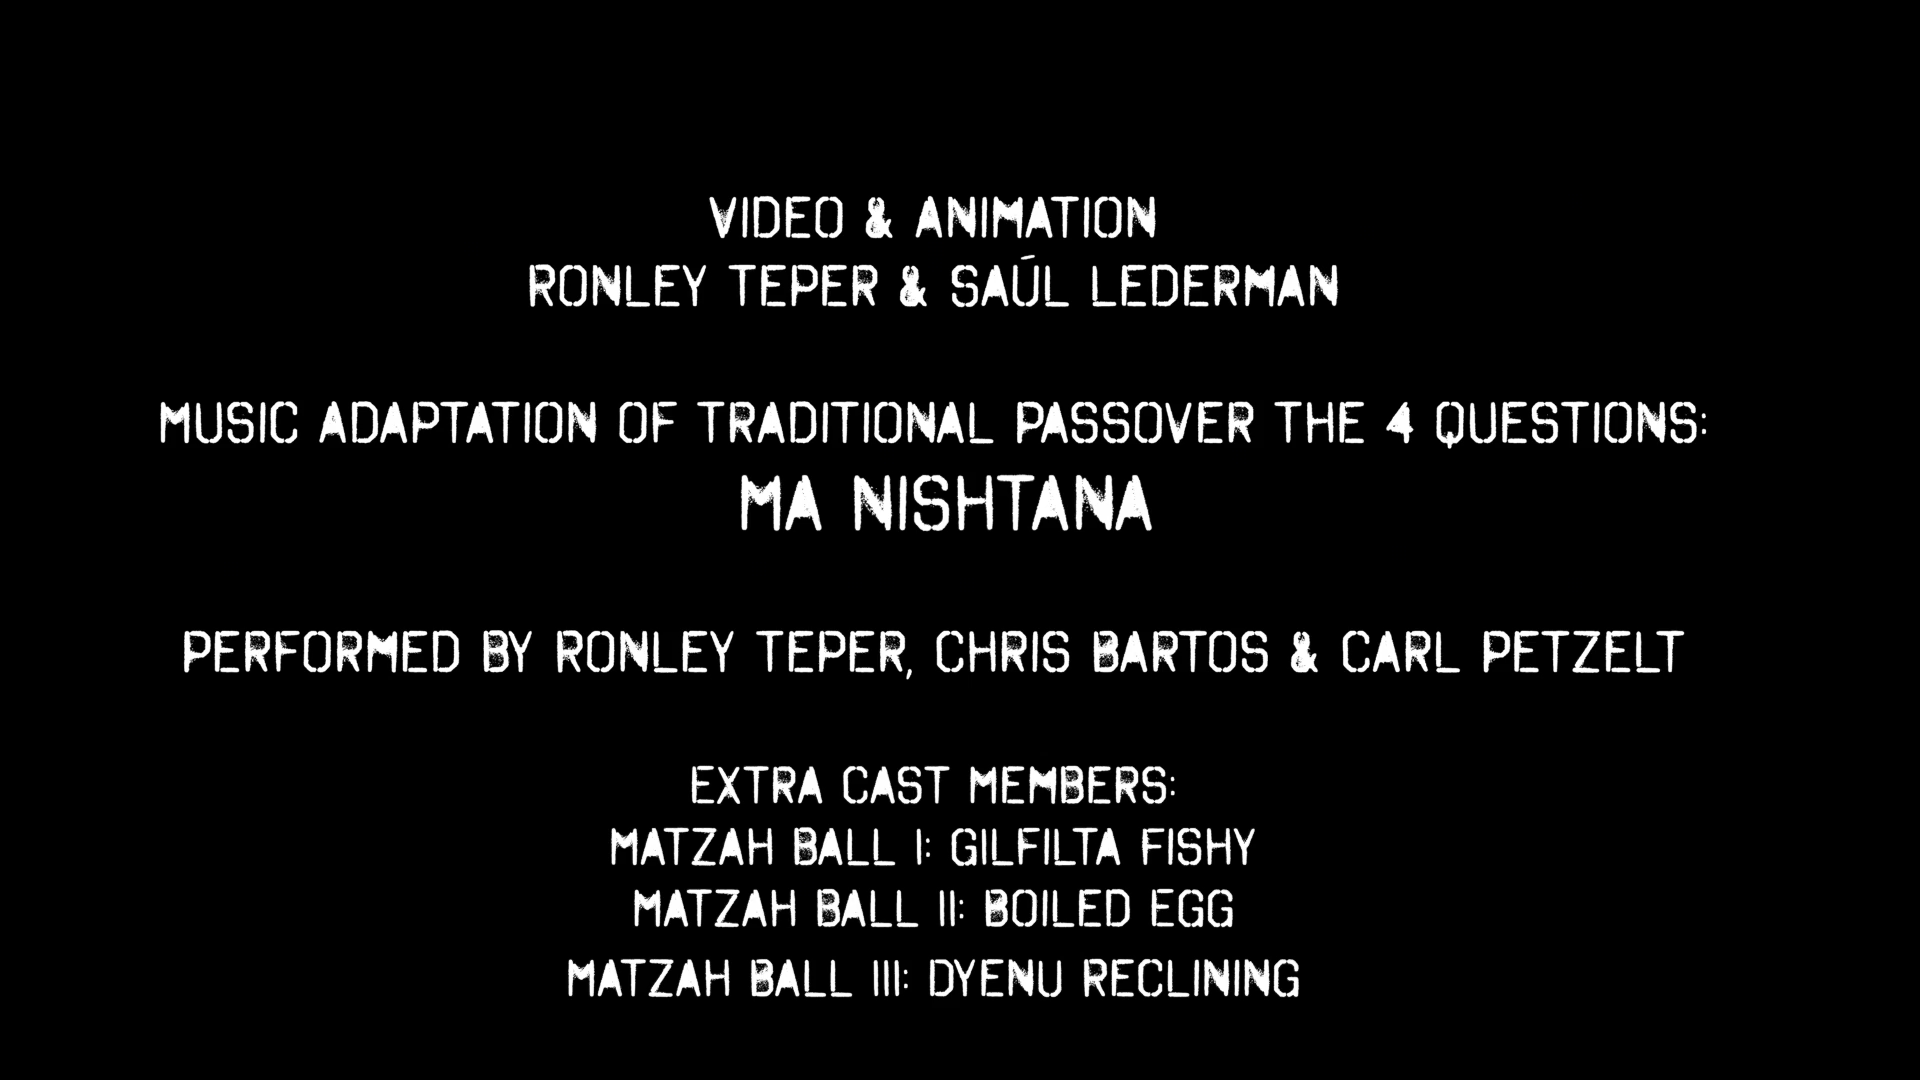 VIDEO & ANIMATION
RONLEY TEPER & SAÚL LEDERMAN
MUSIC ADAPTATION OF TRADITIONAL PASSOVER THE 4 QUESTIONS:
MA NISHTANA
PERFORMED BY RONLEY TEPER, CHRIS BARTOS & CARL PETZELT
EXTRA CAST MEMBERS:
MATZAH BALL I: GILFILTA FISHY
MATZAH BALL II: BOILED EGG
MATZAH BALL III: DYENU RECLINING